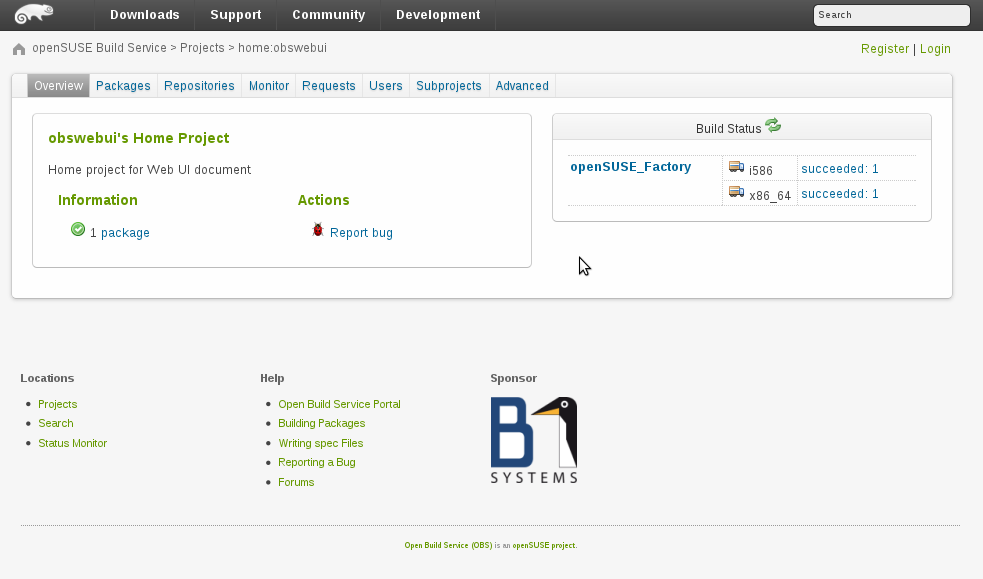 Downloads Support Community Development Search
openSUSE Build Service > Projects > home:obswebui
Register | Login
Overview Packages Repositories Monitor Requests Users Subprojects Advanced
obswebui's Home Project
Home project for Web UI document
Information
1 package
Actions
Report bug
Build Status
openSUSE_Factory i586 succeeded: 1
x86_64 succeeded: 1
Locations
Projects
Search
Status Monitor
Help
Open Build Service Portal
Building Packages
Writing spec Files
Reporting a Bug
Forums
Sponsor
B1
SYSTEMS
Open Build Service (OBS) is an openSUSE project.